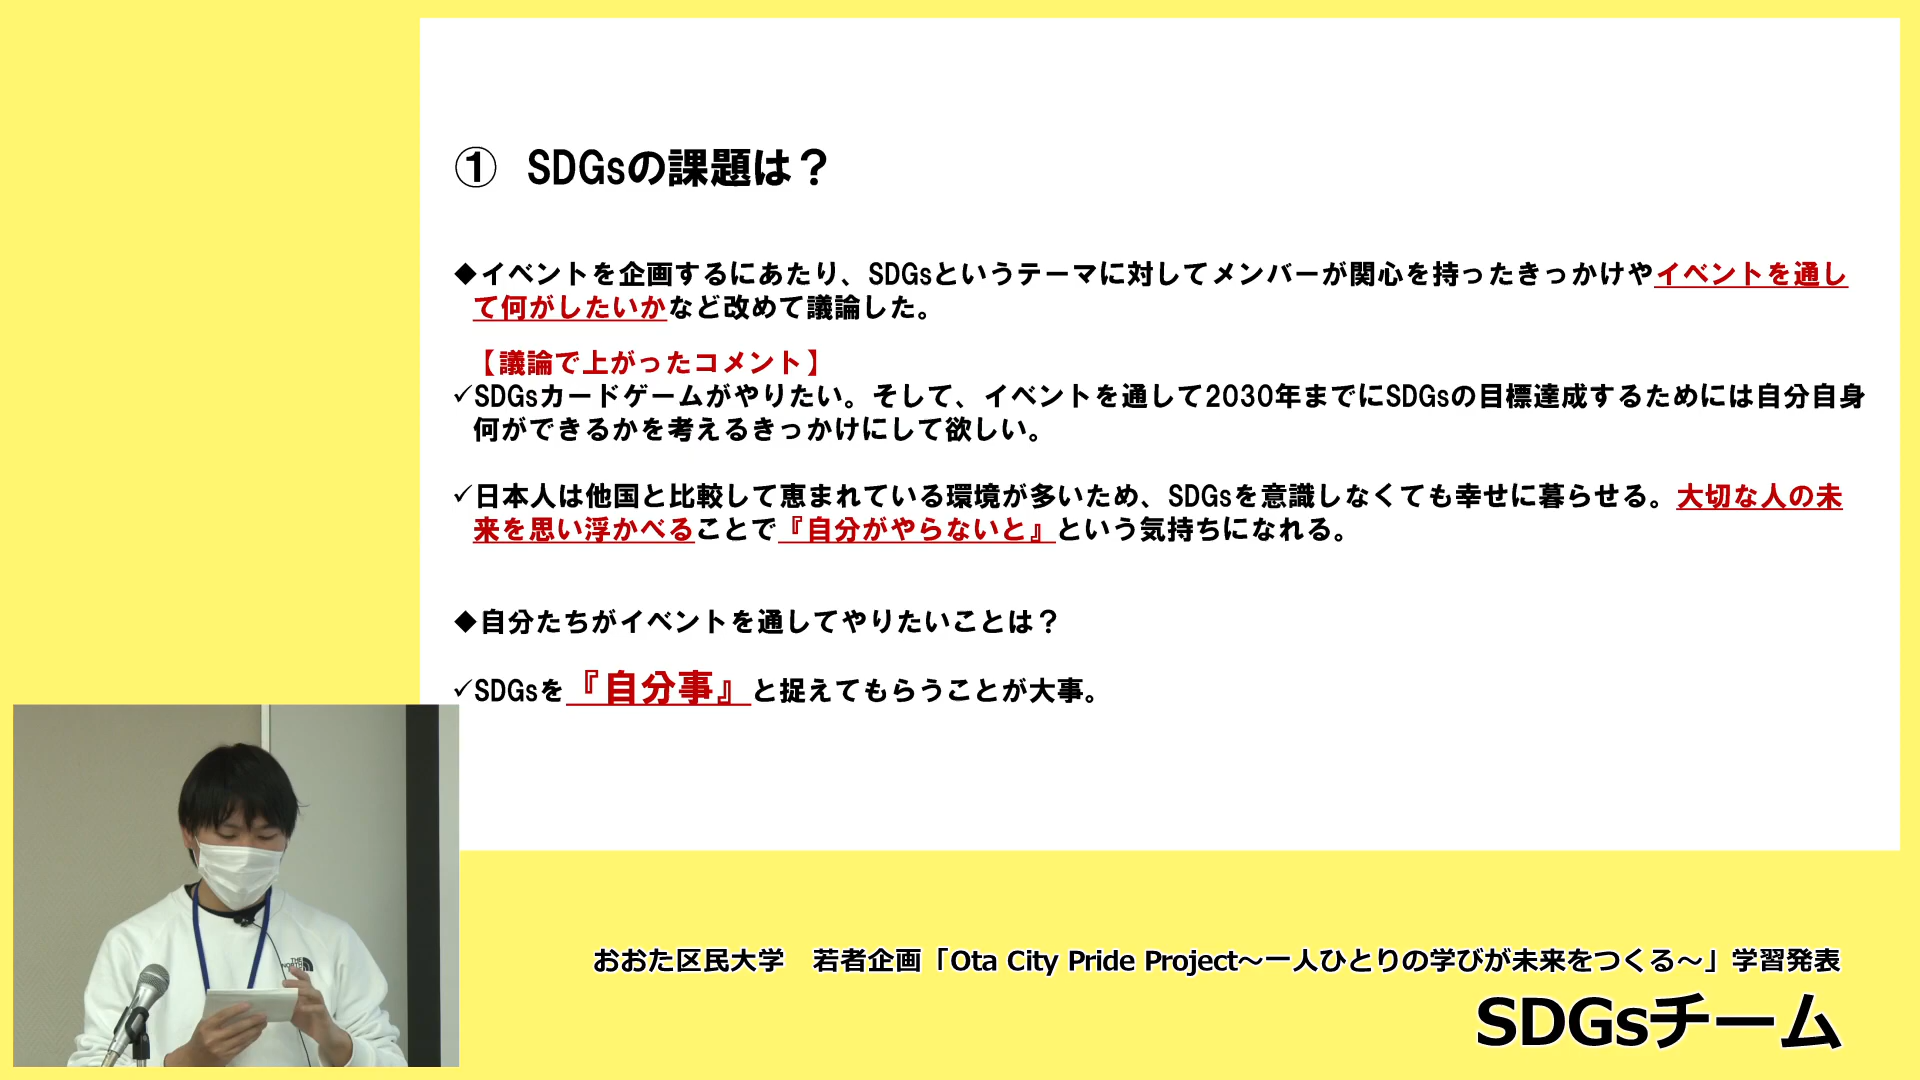 ① SDGsの課題は？
◆イベントを企画するにあたり、SDGsというテーマに対してメンバーが関心を持ったきっかけやイベントを通し
て何がしたいかなど改めて議論した。
【議論で上がったコメント】
✓SDGsカードゲームがやりたい。そして、イベントを通して2030年までにSDGsの目標達成するためには自分自身
何ができるかを考えるきっかけにして欲しい。
✓日本人は他国と比較して恵まれている環境が多いため、SDGsを意識しなくても幸せに暮らせる。大切な人の未
来を思い浮かべることで『自分がやらないと』という気持ちになれる。
◆自分たちがイベントを通してやりたいことは？
✓SDGsを『自分事』と捉えてもらうことが大事。
THE
NORTH
おおた区民大学　若者企画「Ota City Pride Project～一人ひとりの学びが未来をつくる～」学習発表
SDGsチーム